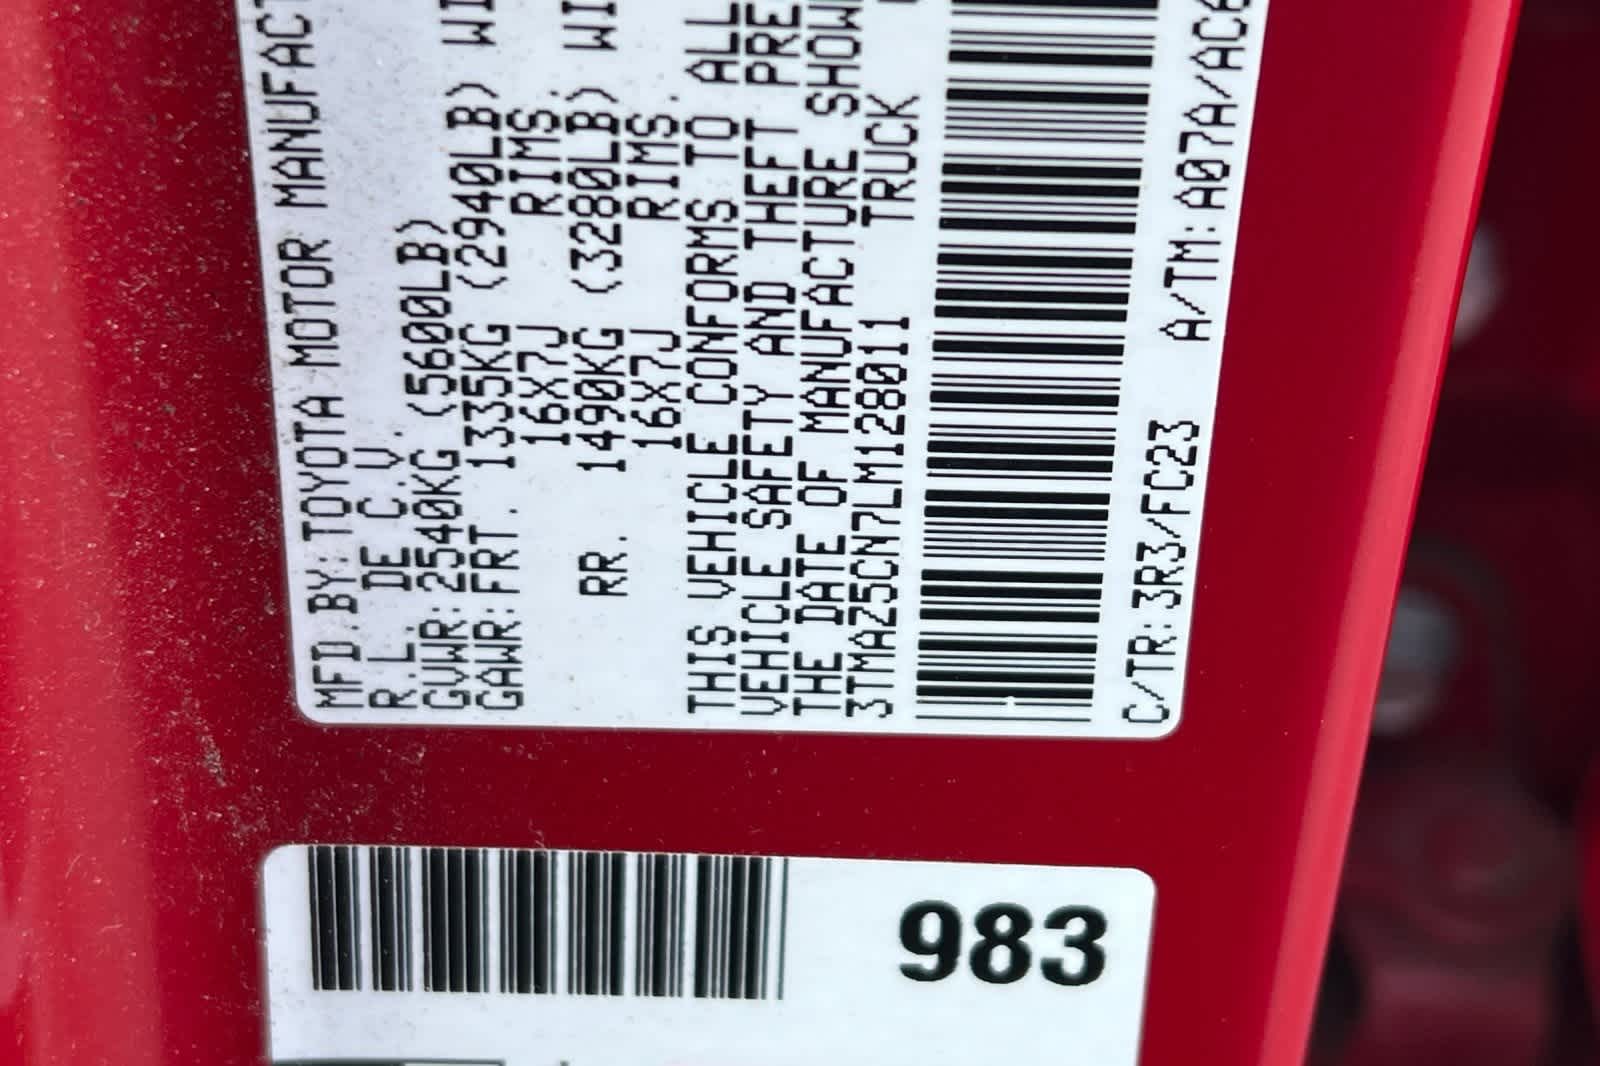 MFD.BY:TOYOTA MOTOR MANUFACT
R.L. DE C.V.
GVWR:2540KG (5600LB)
GAWR:FRT. 1335KG (2940LB) WI
16X7J RIMS.
RR. 1490KG (3280LB) WI
16X7J RIMS.
THIS VEHICLE CONFORMS TO ALL
VEHICLE SAFETY AND THEFT PRE
THE DATE OF MANUFACTURE SHOW
3TMAZ5CN7LM128011 TRUCK
C/TR:3R3/FC23 A/TM:A07A/AC6
983